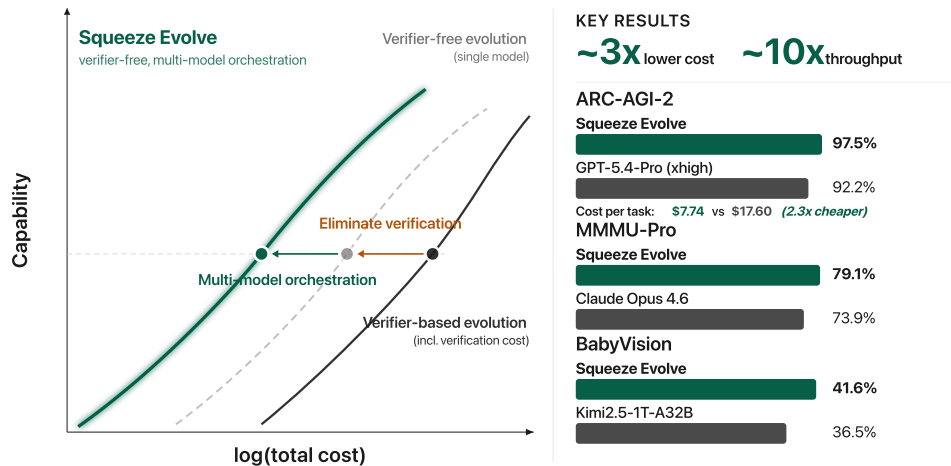 Squeeze Evolve
verifier-free, multi-model orchestration
Verifier-free evolution
(single model)
Capability
Eliminate verification
Multi-model orchestration
Verifier-based evolution
(incl. verification cost)
log(total cost)
KEY RESULTS
~3x lower cost ~10x throughput
ARC-AGI-2
Squeeze Evolve
97.5%
GPT-5.4-Pro (xhigh)
92.2%
Cost per task: $7.74 vs $17.60 (2.3x cheaper)
MMMU-Pro
Squeeze Evolve
79.1%
Claude Opus 4.6
73.9%
BabyVision
Squeeze Evolve
41.6%
Kimi2.5-1T-A32B
36.5%